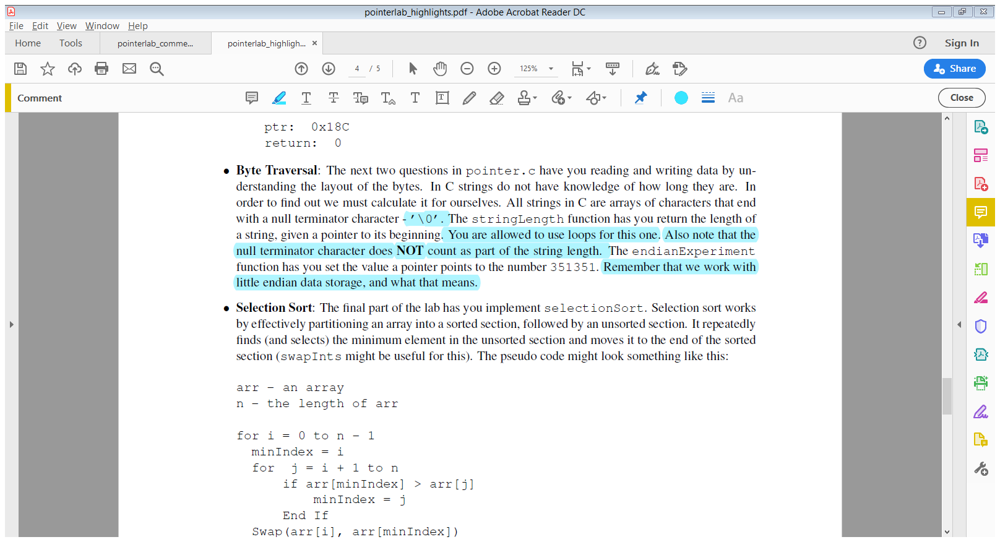 pointerlab_highlights.pdf - Adobe Acrobat Reader DC
File Edit View Window Help
Home Tools pointerlab_comme... pointerlab_highligh... × Sign In
4 / 5 125% Share
Comment Aa Close
ptr: 0x18C
return: 0
• Byte Traversal: The next two questions in pointer.c have you reading and writing data by un-
derstanding the layout of the bytes. In C strings do not have knowledge of how long they are. In
order to find out we must calculate it for ourselves. All strings in C are arrays of characters that end
with a null terminator character - '\0'. The stringLength function has you return the length of
a string, given a pointer to its beginning. You are allowed to use loops for this one. Also note that the
null terminator character does NOT count as part of the string length. The endianExperiment
function has you set the value a pointer points to the number 351351. Remember that we work with
little endian data storage, and what that means.
• Selection Sort: The final part of the lab has you implement selectionSort. Selection sort works
by effectively partitioning an array into a sorted section, followed by an unsorted section. It repeatedly
finds (and selects) the minimum element in the unsorted section and moves it to the end of the sorted
section (swapInts might be useful for this). The pseudo code might look something like this:
arr - an array
n - the length of arr
for i = 0 to n - 1
minIndex = i
for j = i + 1 to n
if arr[minIndex] > arr[j]
minIndex = j
End If
Swap(arr[i], arr[minIndex])